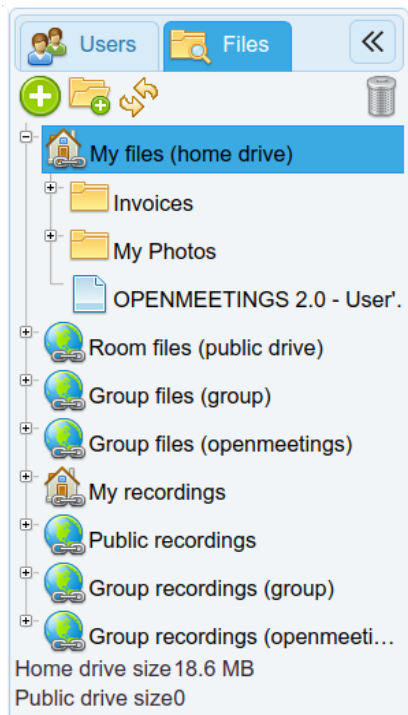 Users Files
My files (home drive)
Invoices
My Photos
OPENMEETINGS 2.0 - User'.
Room files (public drive)
Group files (group)
Group files (openmeetings)
My recordings
Public recordings
Group recordings (group)
Group recordings (openmeeti…
Home drive size18.6 MB
Public drive size0